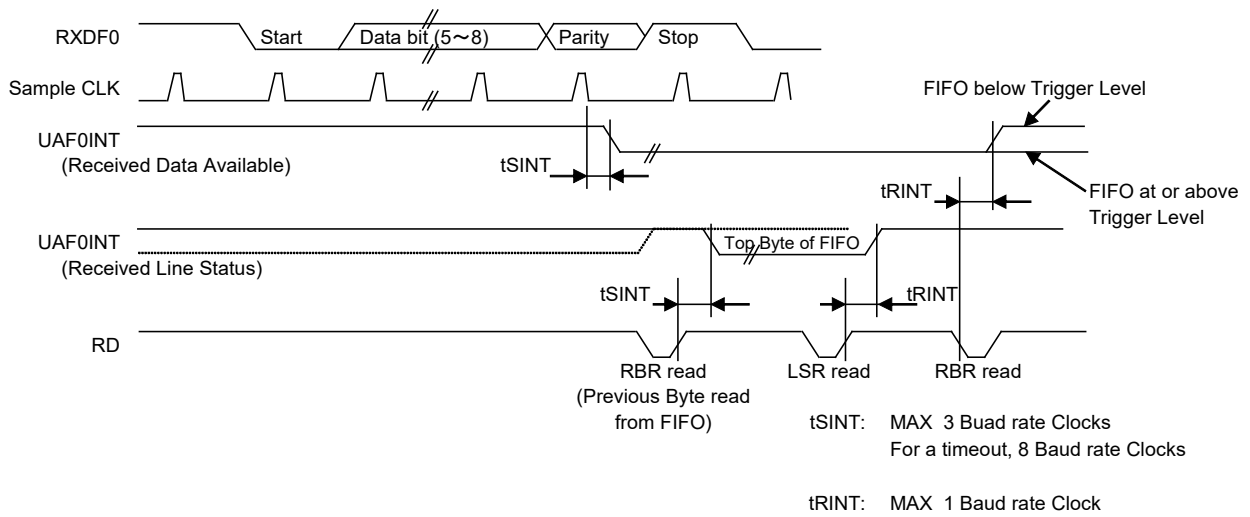 RXDF0
Start
Data bit (5～8)
Parity
Stop
Sample CLK
FIFO below Trigger Level
UAF0INT
(Received Data Available)
tSINT
tRINT
FIFO at or above
Trigger Level
UAF0INT
(Received Line Status)
Top Byte of FIFO
tSINT
tRINT
RD
RBR read
(Previous Byte read
from FIFO)
LSR read
RBR read
tSINT: MAX 3 Buad rate Clocks
For a timeout, 8 Baud rate Clocks
tRINT: MAX 1 Baud rate Clock